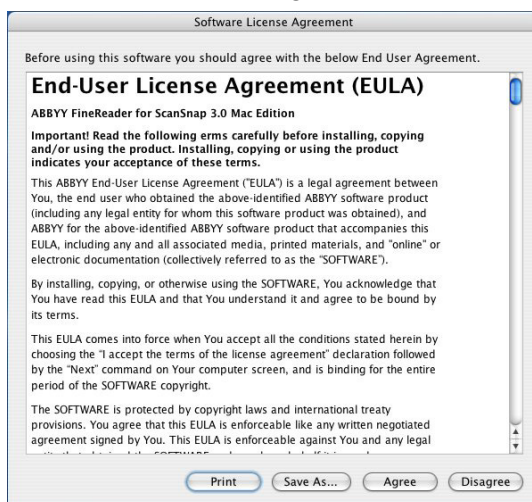 Software License Agreement
Before using this software you should agree with the below End User Agreement.
End-User License Agreement (EULA)
ABBYY FineReader for ScanSnap 3.0 Mac Edition
Important! Read the following erms carefully before installing, copying
and/or using the product. Installing, copying or using the product
indicates your acceptance of these terms.
This ABBYY End-User License Agreement ("EULA") is a legal agreement between
You, the end user who obtained the above-identified ABBYY software product
(including any legal entity for whom this software product was obtained), and
ABBYY for the above-identified ABBYY software product that accompanies this
EULA, including any and all associated media, printed materials, and "online" or
electronic documentation (collectively referred to as the "SOFTWARE").
By installing, copying, or otherwise using the SOFTWARE, You acknowledge that
You have read this EULA and that You understand it and agree to be bound by
its terms.
This EULA comes into force when You accept all the conditions stated herein by
choosing the "I accept the terms of the license agreement" declaration followed
by the "Next" command on Your computer screen, and is binding for the entire
period of the SOFTWARE copyright.
The SOFTWARE is protected by copyright laws and international treaty
provisions. You agree that this EULA is enforceable like any written negotiated
agreement signed by You. This EULA is enforceable against You and any legal
Print Save As... Agree Disagree